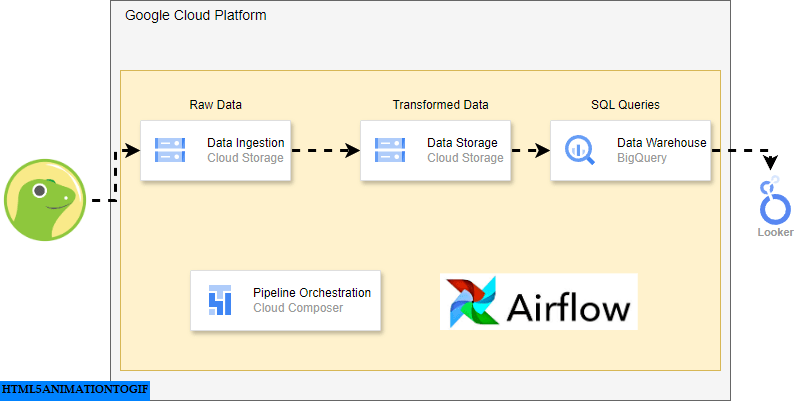 Google Cloud Platform
Raw Data
Transformed Data
SQL Queries
Data Ingestion
Cloud Storage
Data Storage
Cloud Storage
Data Warehouse
BigQuery
Looker
Pipeline Orchestration
Cloud Composer
Airflow
HTML5ANIMATIONTOGIF